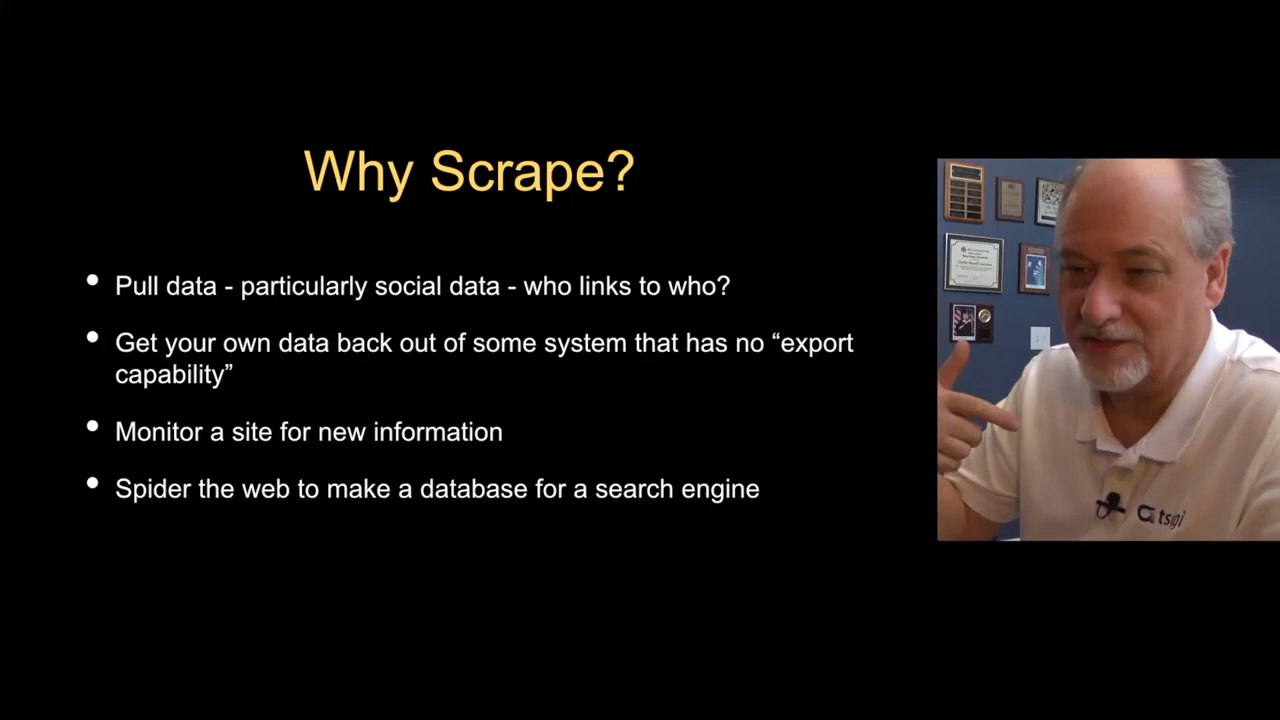 Why Scrape?
• Pull data - particularly social data - who links to who?
• Get your own data back out of some system that has no “export
capability”
• Monitor a site for new information
• Spider the web to make a database for a search engine
tsugi